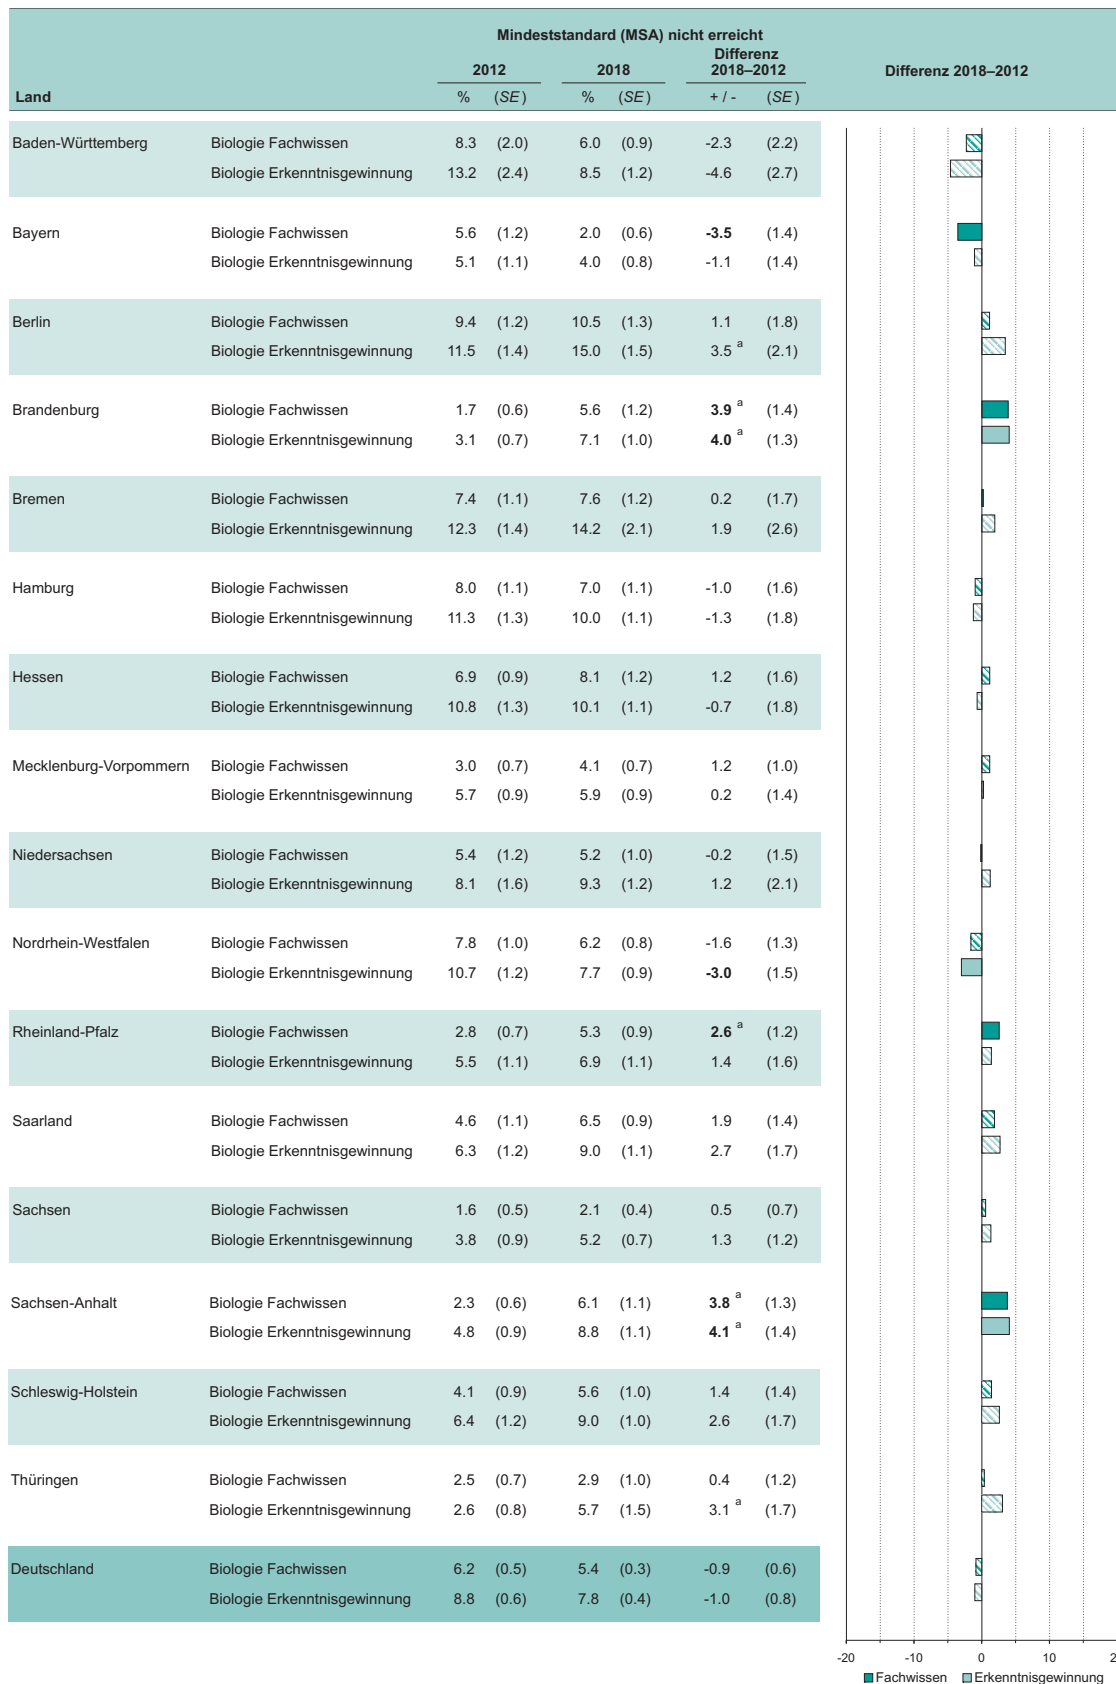 Mindeststandard (MSA) nicht erreicht
2012 2018 Differenz 2018–2012 Differenz 2018–2012
Land % (SE) % (SE) + / - (SE)
Baden-Württemberg Biologie Fachwissen 8.3 (2.0) 6.0 (0.9) -2.3 (2.2)
Biologie Erkenntnisgewinnung 13.2 (2.4) 8.5 (1.2) -4.6 (2.7)
Bayern Biologie Fachwissen 5.6 (1.2) 2.0 (0.6) -3.5 (1.4)
Biologie Erkenntnisgewinnung 5.1 (1.1) 4.0 (0.8) -1.1 (1.4)
Berlin Biologie Fachwissen 9.4 (1.2) 10.5 (1.3) 1.1 (1.8)
Biologie Erkenntnisgewinnung 11.5 (1.4) 15.0 (1.5) 3.5 a (2.1)
Brandenburg Biologie Fachwissen 1.7 (0.6) 5.6 (1.2) 3.9 a (1.4)
Biologie Erkenntnisgewinnung 3.1 (0.7) 7.1 (1.0) 4.0 a (1.3)
Bremen Biologie Fachwissen 7.4 (1.1) 7.6 (1.2) 0.2 (1.7)
Biologie Erkenntnisgewinnung 12.3 (1.4) 14.2 (2.1) 1.9 (2.6)
Hamburg Biologie Fachwissen 8.0 (1.1) 7.0 (1.1) -1.0 (1.6)
Biologie Erkenntnisgewinnung 11.3 (1.3) 10.0 (1.1) -1.3 (1.8)
Hessen Biologie Fachwissen 6.9 (0.9) 8.1 (1.2) 1.2 (1.6)
Biologie Erkenntnisgewinnung 10.8 (1.3) 10.1 (1.1) -0.7 (1.8)
Mecklenburg-Vorpommern Biologie Fachwissen 3.0 (0.7) 4.1 (0.7) 1.2 (1.0)
Biologie Erkenntnisgewinnung 5.7 (0.9) 5.9 (0.9) 0.2 (1.4)
Niedersachsen Biologie Fachwissen 5.4 (1.2) 5.2 (1.0) -0.2 (1.5)
Biologie Erkenntnisgewinnung 8.1 (1.6) 9.3 (1.2) 1.2 (2.1)
Nordrhein-Westfalen Biologie Fachwissen 7.8 (1.0) 6.2 (0.8) -1.6 (1.3)
Biologie Erkenntnisgewinnung 10.7 (1.2) 7.7 (0.9) -3.0 (1.5)
Rheinland-Pfalz Biologie Fachwissen 2.8 (0.7) 5.3 (0.9) 2.6 a (1.2)
Biologie Erkenntnisgewinnung 5.5 (1.1) 6.9 (1.1) 1.4 (1.6)
Saarland Biologie Fachwissen 4.6 (1.1) 6.5 (0.9) 1.9 (1.4)
Biologie Erkenntnisgewinnung 6.3 (1.2) 9.0 (1.1) 2.7 (1.7)
Sachsen Biologie Fachwissen 1.6 (0.5) 2.1 (0.4) 0.5 (0.7)
Biologie Erkenntnisgewinnung 3.8 (0.9) 5.2 (0.7) 1.3 (1.2)
Sachsen-Anhalt Biologie Fachwissen 2.3 (0.6) 6.1 (1.1) 3.8 a (1.3)
Biologie Erkenntnisgewinnung 4.8 (0.9) 8.8 (1.1) 4.1 a (1.4)
Schleswig-Holstein Biologie Fachwissen 4.1 (0.9) 5.6 (1.0) 1.4 (1.4)
Biologie Erkenntnisgewinnung 6.4 (1.2) 9.0 (1.0) 2.6 (1.7)
Thüringen Biologie Fachwissen 2.5 (0.7) 2.9 (1.0) 0.4 (1.2)
Biologie Erkenntnisgewinnung 2.6 (0.8) 5.7 (1.5) 3.1 a (1.7)
Deutschland Biologie Fachwissen 6.2 (0.5) 5.4 (0.3) -0.9 (0.6)
Biologie Erkenntnisgewinnung 8.8 (0.6) 7.8 (0.4) -1.0 (0.8)
-20 -10 0 10 2
Fachwissen Erkenntnisgewinnung